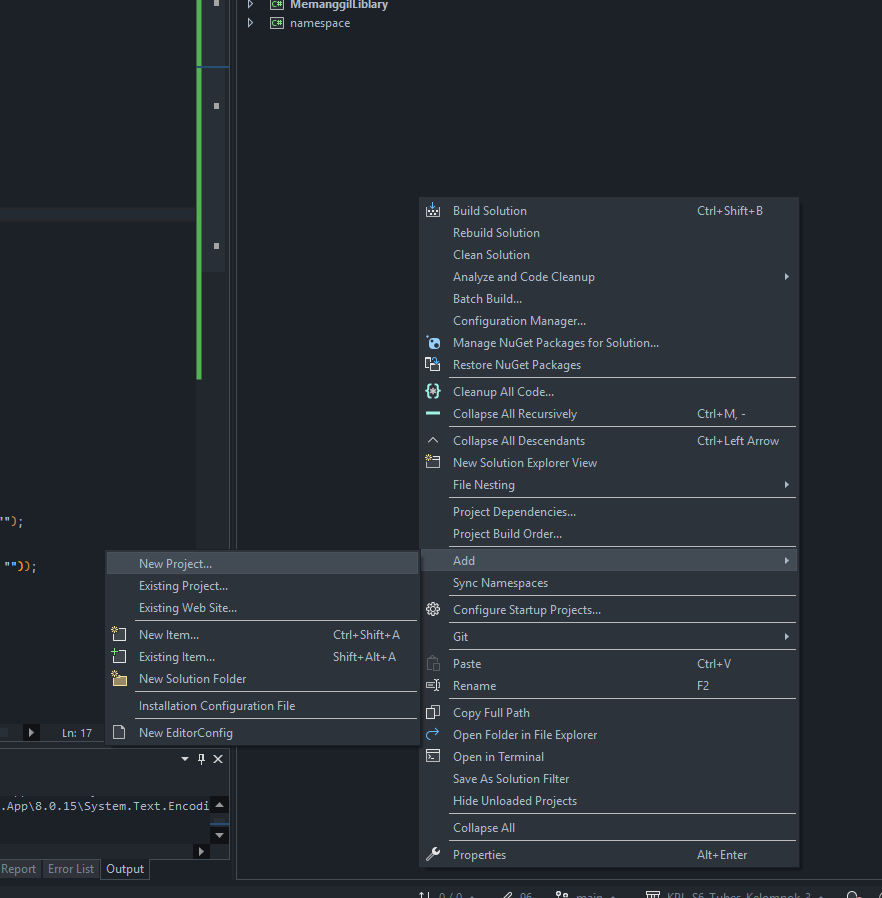 MemanggilLiblary
namespace
Build Solution Ctrl+Shift+B
Rebuild Solution
Clean Solution
Analyze and Code Cleanup
Batch Build...
Configuration Manager...
Manage NuGet Packages for Solution...
Restore NuGet Packages
Cleanup All Code...
Collapse All Recursively Ctrl+M, -
Collapse All Descendants Ctrl+Left Arrow
New Solution Explorer View
File Nesting
Project Dependencies...
Project Build Order...
Add
Sync Namespaces
Configure Startup Projects...
Git
Paste Ctrl+V
Rename F2
Copy Full Path
Open Folder in File Explorer
Open in Terminal
Save As Solution Filter
Hide Unloaded Projects
Collapse All
Properties Alt+Enter
New Project...
Existing Project...
Existing Web Site...
New Item... Ctrl+Shift+A
Existing Item... Shift+Alt+A
New Solution Folder
Installation Configuration File
New EditorConfig
"");
""));
Ln: 17
.App\8.0.15\System.Text.Encodi
Report Error List Output
0 / 0 96 main KPL_S6_Tubes_Kelompok_3